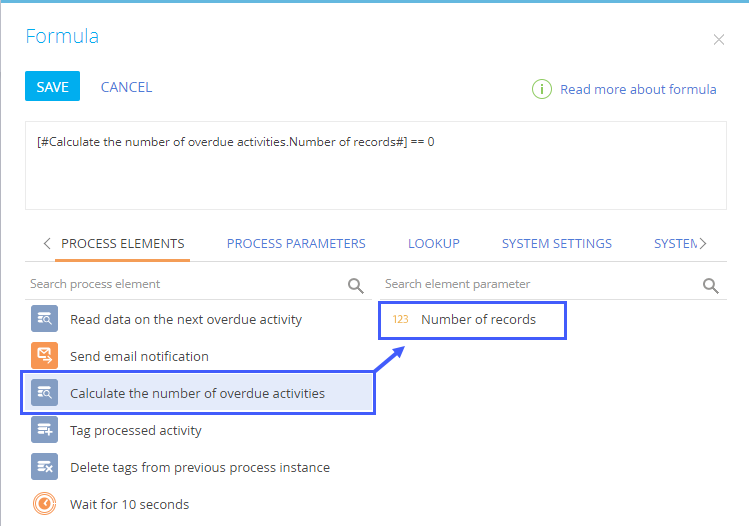 Formula
SAVE CANCEL Read more about formula
[#Calculate the number of overdue activities.Number of records#] == 0
PROCESS ELEMENTS PROCESS PARAMETERS LOOKUP SYSTEM SETTINGS SYSTEM
Search process element Search element parameter
Read data on the next overdue activity 123 Number of records
Send email notification
Calculate the number of overdue activities
Tag processed activity
Delete tags from previous process instance
Wait for 10 seconds